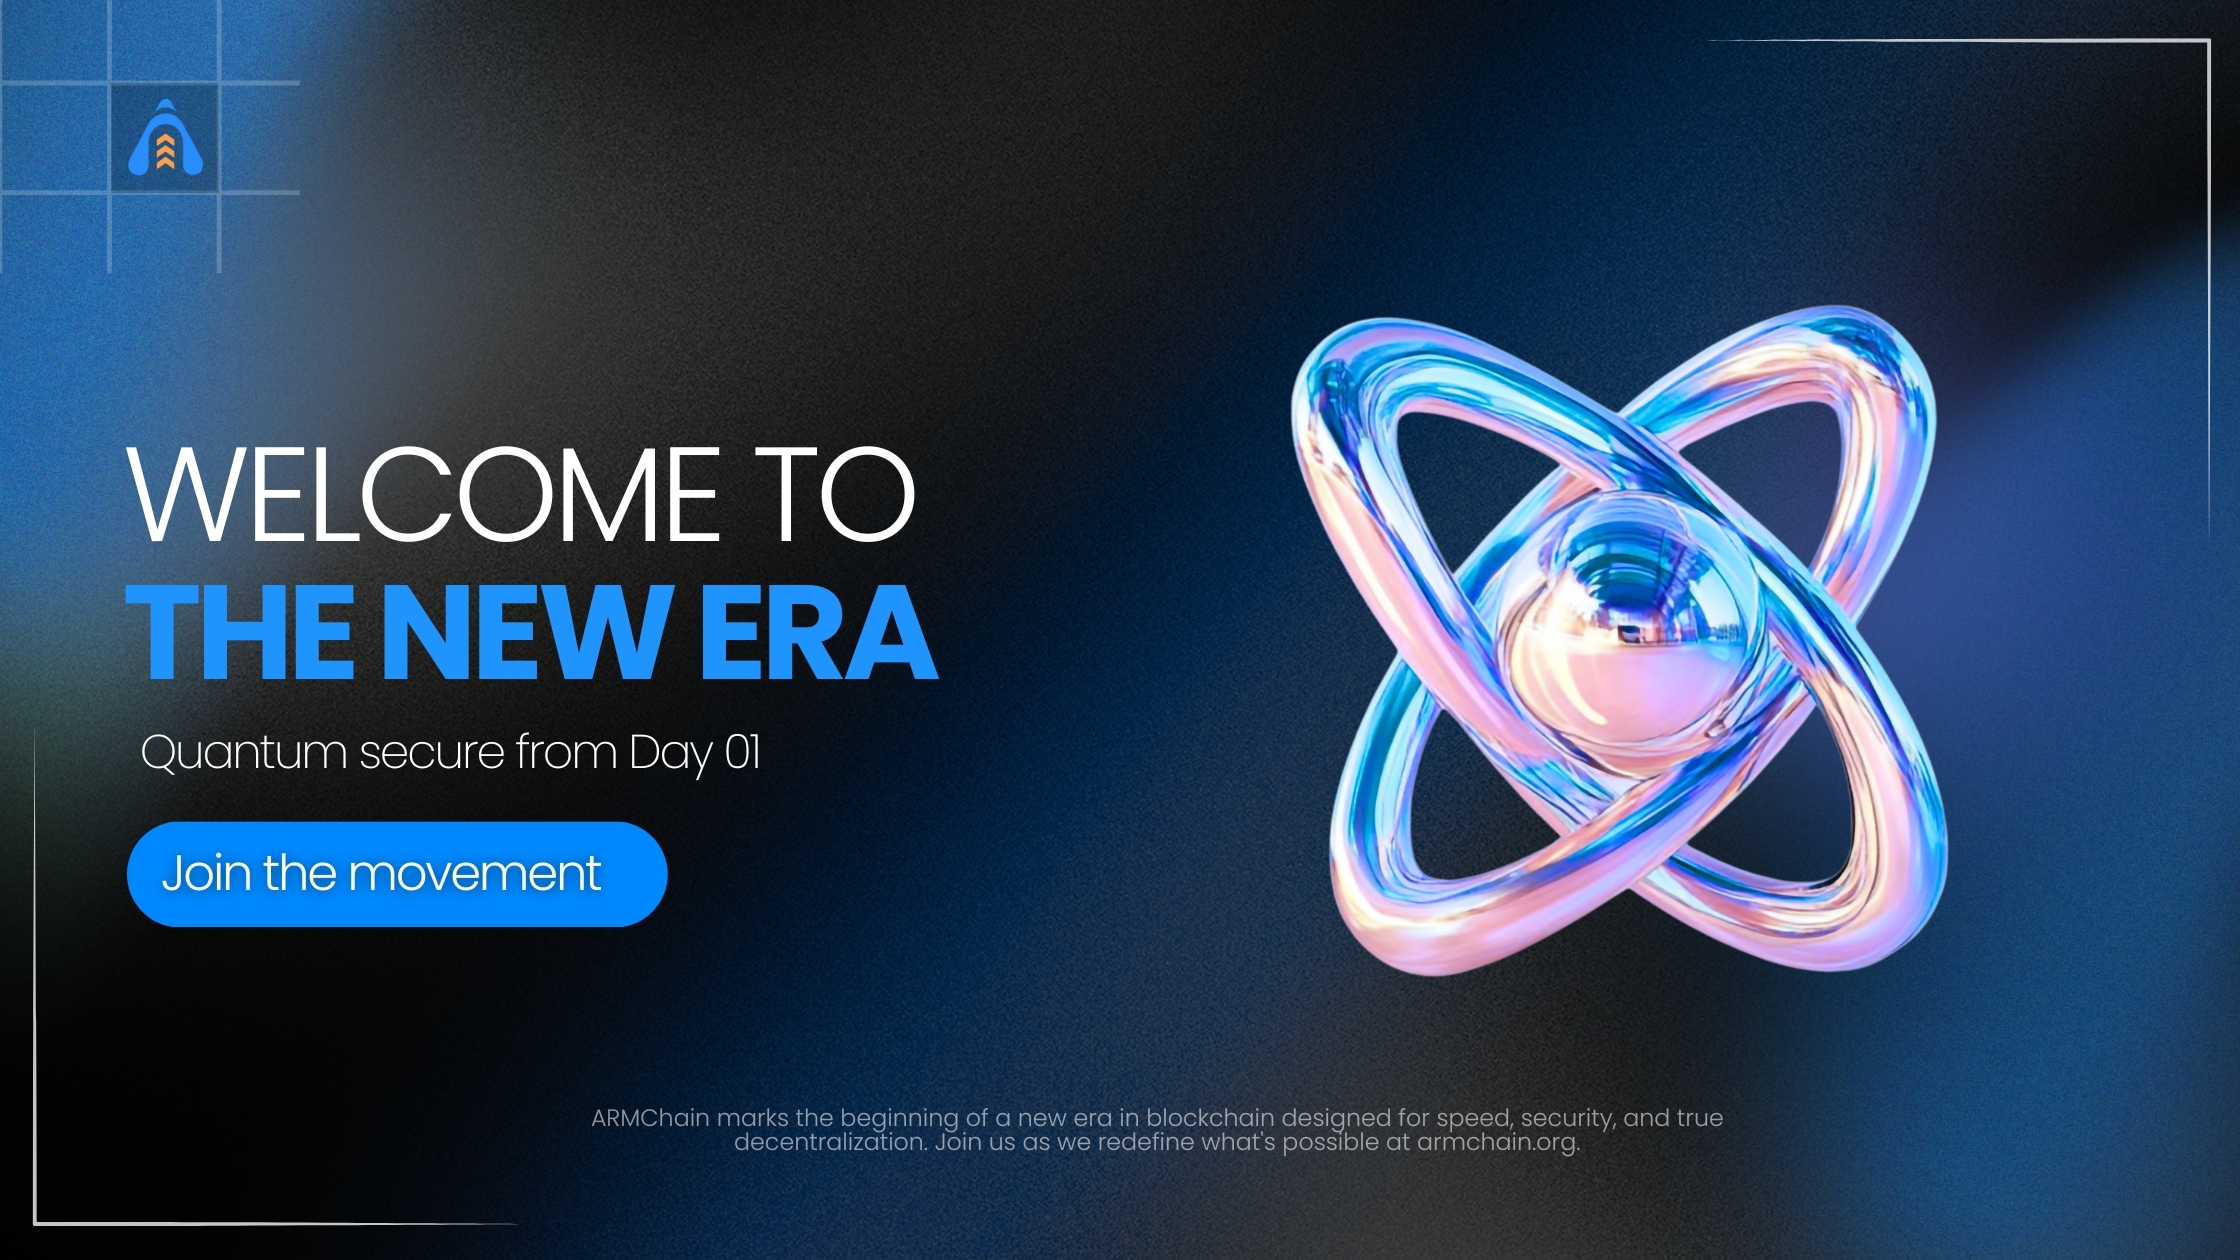 WELCOME TO
THE NEW ERA
Quantum secure from Day 01
Join the movement
ARMChain marks the beginning of a new era in blockchain designed for speed, security, and true
decentralization. Join us as we redefine what's possible at armchain.org.